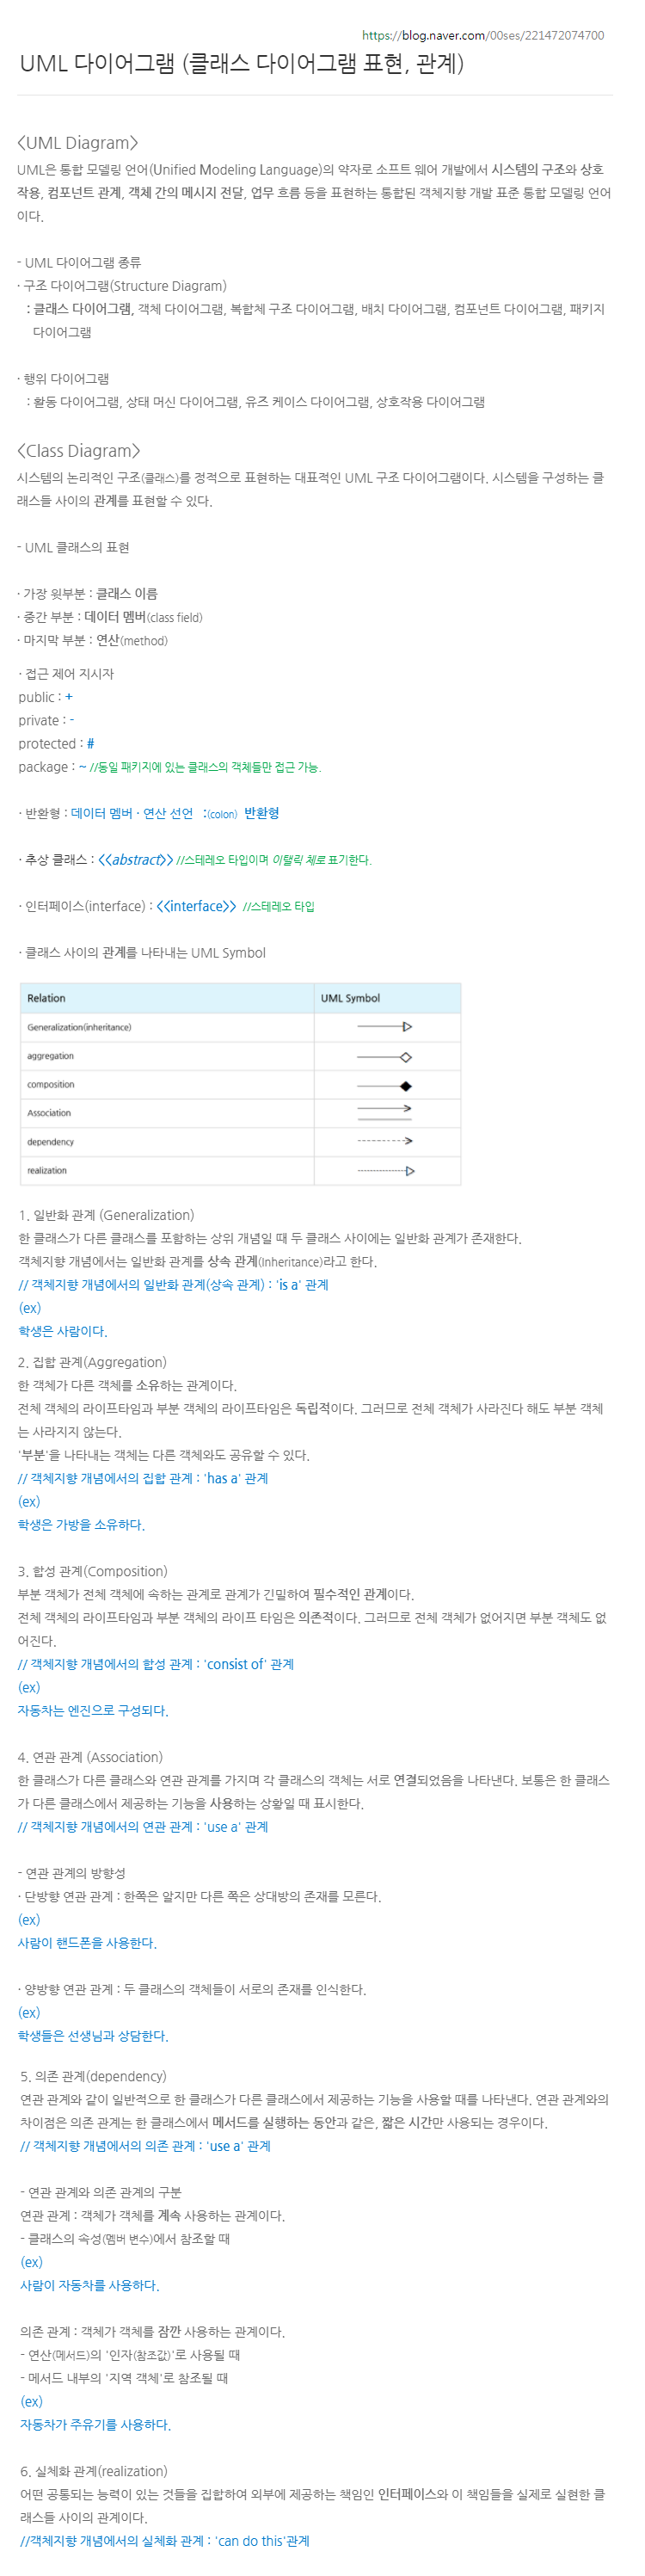 https://blog.naver.com/00ses/221472074700
UML 다이어그램 (클래스 다이어그램 표현, 관계)
<UML Diagram>
UML은 통합 모델링 언어(Unified Modeling Language)의 약자로 소프트 웨어 개발에서 시스템의 구조와 상호
작용, 컴포넌트 관계, 객체 간의 메시지 전달, 업무 흐름 등을 표현하는 통합된 객체지향 개발 표준 통합 모델링 언어
이다.
- UML 다이어그램 종류
· 구조 다이어그램(Structure Diagram)
: 클래스 다이어그램, 객체 다이어그램, 복합체 구조 다이어그램, 배치 다이어그램, 컴포넌트 다이어그램, 패키지
다이어그램
· 행위 다이어그램
: 활동 다이어그램, 상태 머신 다이어그램, 유즈 케이스 다이어그램, 상호작용 다이어그램
<Class Diagram>
시스템의 논리적인 구조(클래스)를 정적으로 표현하는 대표적인 UML 구조 다이어그램이다. 시스템을 구성하는 클
래스들 사이의 관계를 표현할 수 있다.
- UML 클래스의 표현
· 가장 윗부분 : 클래스 이름
· 중간 부분 : 데이터 멤버(class field)
· 마지막 부분 : 연산(method)
· 접근 제어 지시자
public : +
private : -
protected : #
package : ~ //동일 패키지에 있는 클래스의 객체들만 접근 가능.
· 반환형 : 데이터 멤버 · 연산 선언 :(colon) 반환형
· 추상 클래스 : <<abstract>> //스테레오 타입이며 이탤릭 체로 표기한다.
· 인터페이스(interface) : <<interface>> //스테레오 타입
· 클래스 사이의 관계를 나타내는 UML Symbol
Relation UML Symbol
Generalization(inheritance)
aggregation
composition
Association
dependency
realization
1. 일반화 관계 (Generalization)
한 클래스가 다른 클래스를 포함하는 상위 개념일 때 두 클래스 사이에는 일반화 관계가 존재한다.
객체지향 개념에서는 일반화 관계를 상속 관계(Inheritance)라고 한다.
// 객체지향 개념에서의 일반화 관계(상속 관계) : 'is a' 관계
(ex)
학생은 사람이다.
2. 집합 관계(Aggregation)
한 객체가 다른 객체를 소유하는 관계이다.
전체 객체의 라이프타임과 부분 객체의 라이프타임은 독립적이다. 그러므로 전체 객체가 사라진다 해도 부분 객체
는 사라지지 않는다.
'부분'을 나타내는 객체는 다른 객체와도 공유할 수 있다.
// 객체지향 개념에서의 집합 관계 : 'has a' 관계
(ex)
학생은 가방을 소유하다.
3. 합성 관계(Composition)
부분 객체가 전체 객체에 속하는 관계로 관계가 긴밀하여 필수적인 관계이다.
전체 객체의 라이프타임과 부분 객체의 라이프 타임은 의존적이다. 그러므로 전체 객체가 없어지면 부분 객체도 없
어진다.
// 객체지향 개념에서의 합성 관계 : 'consist of' 관계
(ex)
자동차는 엔진으로 구성되다.
4. 연관 관계 (Association)
한 클래스가 다른 클래스와 연관 관계를 가지며 각 클래스의 객체는 서로 연결되었음을 나타낸다. 보통은 한 클래스
가 다른 클래스에서 제공하는 기능을 사용하는 상황일 때 표시한다.
// 객체지향 개념에서의 연관 관계 : 'use a' 관계
- 연관 관계의 방향성
· 단방향 연관 관계 : 한쪽은 알지만 다른 쪽은 상대방의 존재를 모른다.
(ex)
사람이 핸드폰을 사용한다.
· 양방향 연관 관계 : 두 클래스의 객체들이 서로의 존재를 인식한다.
(ex)
학생들은 선생님과 상담한다.
5. 의존 관계(dependency)
연관 관계와 같이 일반적으로 한 클래스가 다른 클래스에서 제공하는 기능을 사용할 때를 나타낸다. 연관 관계와의
차이점은 의존 관계는 한 클래스에서 메서드를 실행하는 동안과 같은, 짧은 시간만 사용되는 경우이다.
// 객체지향 개념에서의 의존 관계 : 'use a' 관계
- 연관 관계와 의존 관계의 구분
연관 관계 : 객체가 객체를 계속 사용하는 관계이다.
- 클래스의 속성(멤버 변수)에서 참조할 때
(ex)
사람이 자동차를 사용하다.
의존 관계 : 객체가 객체를 잠깐 사용하는 관계이다.
- 연산(메서드)의 '인자(참조값)'로 사용될 때
- 메서드 내부의 '지역 객체'로 참조될 때
(ex)
자동차가 주유기를 사용하다.
6. 실체화 관계(realization)
어떤 공통되는 능력이 있는 것들을 집합하여 외부에 제공하는 책임인 인터페이스와 이 책임들을 실제로 실현한 클
래스들 사이의 관계이다.
//객체지향 개념에서의 실체화 관계 : 'can do this'관계